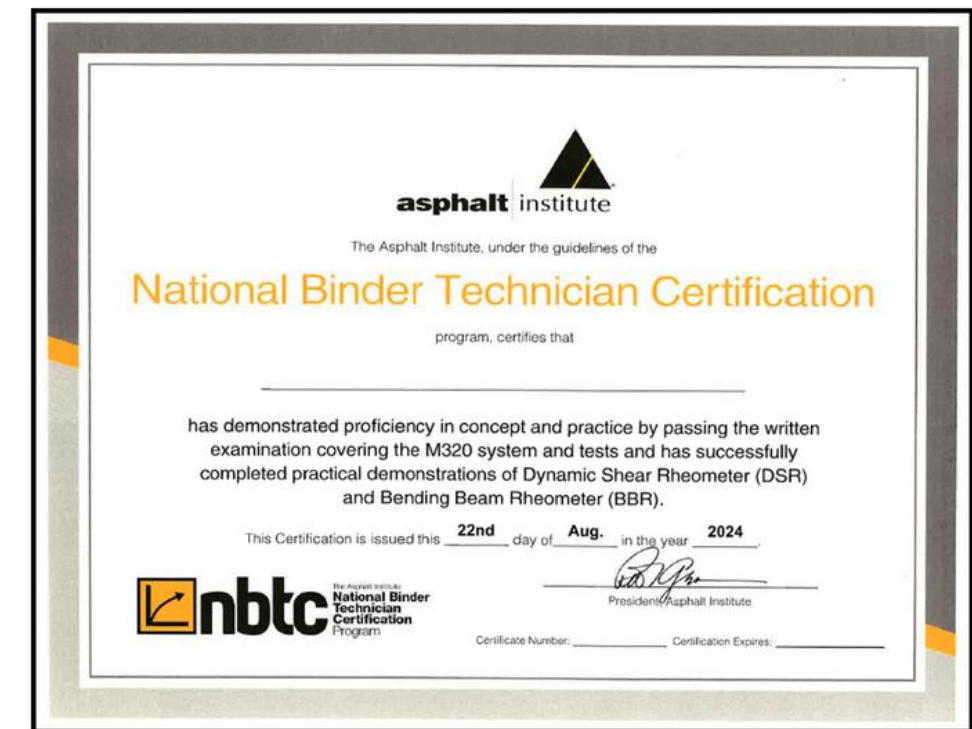 asphalt institute
The Asphalt Institute, under the guidelines of the
National Binder Technician Certification
program, certifies that
has demonstrated proficiency in concept and practice by passing the written
examination covering the M320 system and tests and has successfully
completed practical demonstrations of Dynamic Shear Rheometer (DSR)
and Bending Beam Rheometer (BBR).
This Certification is issued this 22nd day of Aug. in the year 2024.
President, Asphalt Institute
nbtc
The Asphalt Institute
National Binder
Technician
Certification
Program
Certificate Number: Certification Expires: